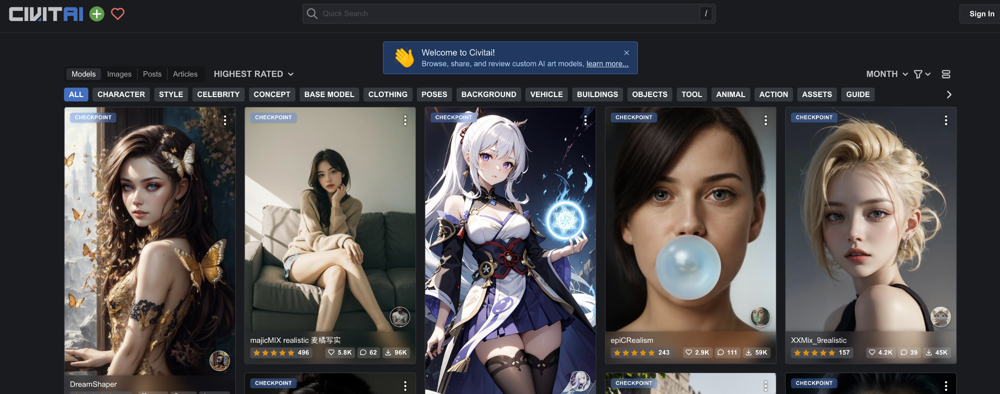 CIVITAI
Quick Search
/
Sign In
Welcome to Civitai!
Browse, share, and review custom AI art models, learn more...
Models
Images
Posts
Articles
HIGHEST RATED
MONTH
ALL
CHARACTER
STYLE
CELEBRITY
CONCEPT
BASE MODEL
CLOTHING
POSES
BACKGROUND
VEHICLE
BUILDINGS
OBJECTS
TOOL
ANIMAL
ACTION
ASSETS
GUIDE
CHECKPOINT
DreamShaper
CHECKPOINT
majicMIX realistic 麦橘写实
496
5.8K
62
96K
CHECKPOINT
CHECKPOINT
epiCRealism
243
2.9K
111
59K
CHECKPOINT
XXMix_9realistic
157
4.2K
39
45K
CHECKPOINT
CHECKPOINT
CHECKPOINT